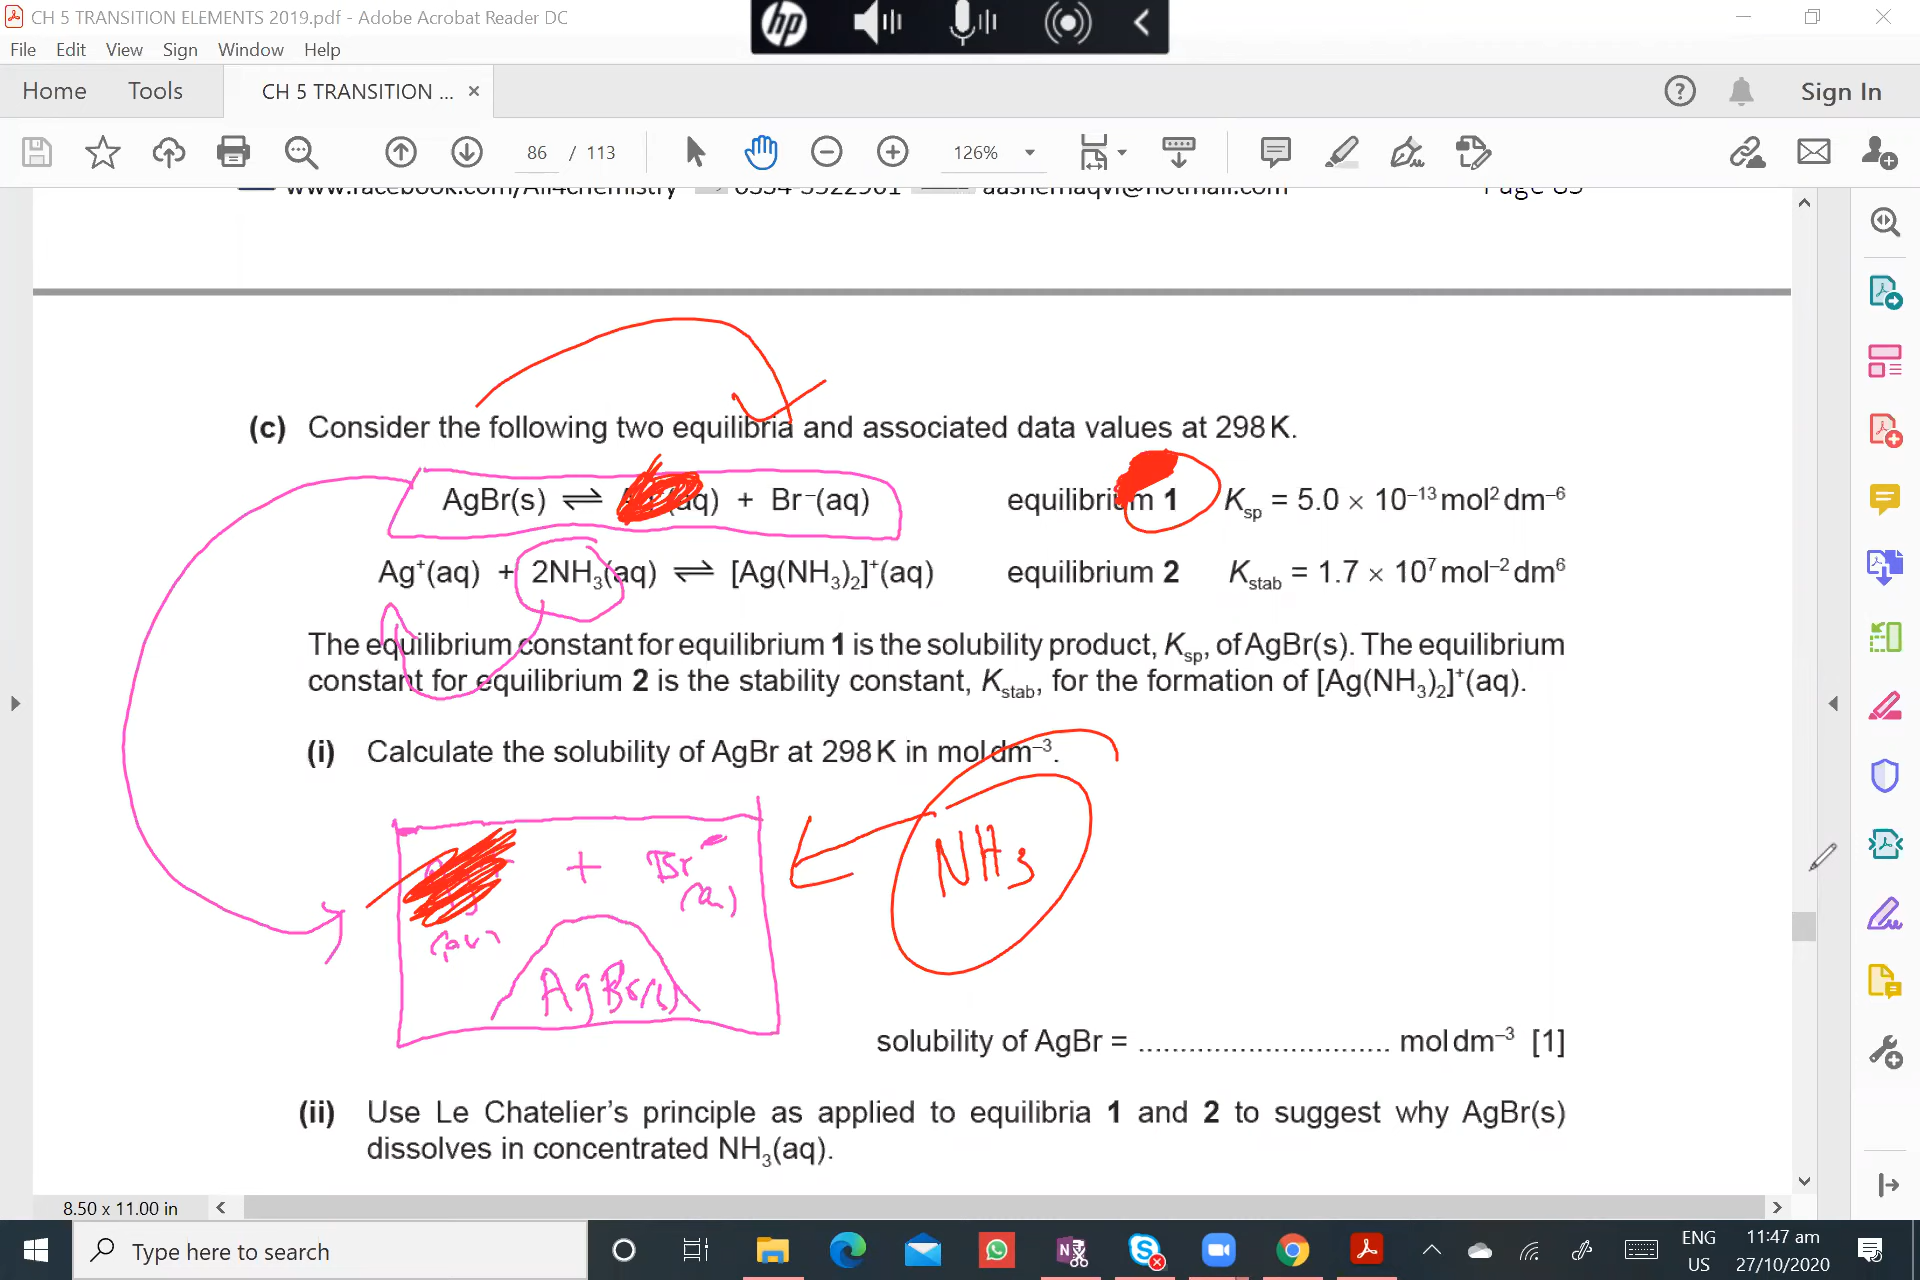 CH 5 TRANSITION ELEMENTS 2019.pdf - Adobe Acrobat Reader DC
hp
File Edit View Sign Window Help
Home Tools CH 5 TRANSITION ... × Sign In
86 / 113 126%
www.facebook.com/All4chemistry
(c) Consider the following two equilibria and associated data values at 298 K.
AgBr(s) ⇌ (aq) + Br⁻(aq) equilibrium 1 Kₛₚ = 5.0 × 10⁻¹³ mol² dm⁻⁶
Ag⁺(aq) + 2NH₃(aq) ⇌ [Ag(NH₃)₂]⁺(aq) equilibrium 2 K_stab = 1.7 × 10⁷ mol⁻² dm⁶
The equilibrium constant for equilibrium 1 is the solubility product, Kₛₚ, of AgBr(s). The equilibrium
constant for equilibrium 2 is the stability constant, K_stab, for the formation of [Ag(NH₃)₂]⁺(aq).
(i) Calculate the solubility of AgBr at 298 K in mol dm⁻³.
+ Br⁻
NH₃
AgBr(s)
solubility of AgBr = .............................. mol dm⁻³ [1]
(ii) Use Le Chatelier's principle as applied to equilibria 1 and 2 to suggest why AgBr(s)
dissolves in concentrated NH₃(aq).
8.50 x 11.00 in
Type here to search
ENG
US
11:47 am
27/10/2020